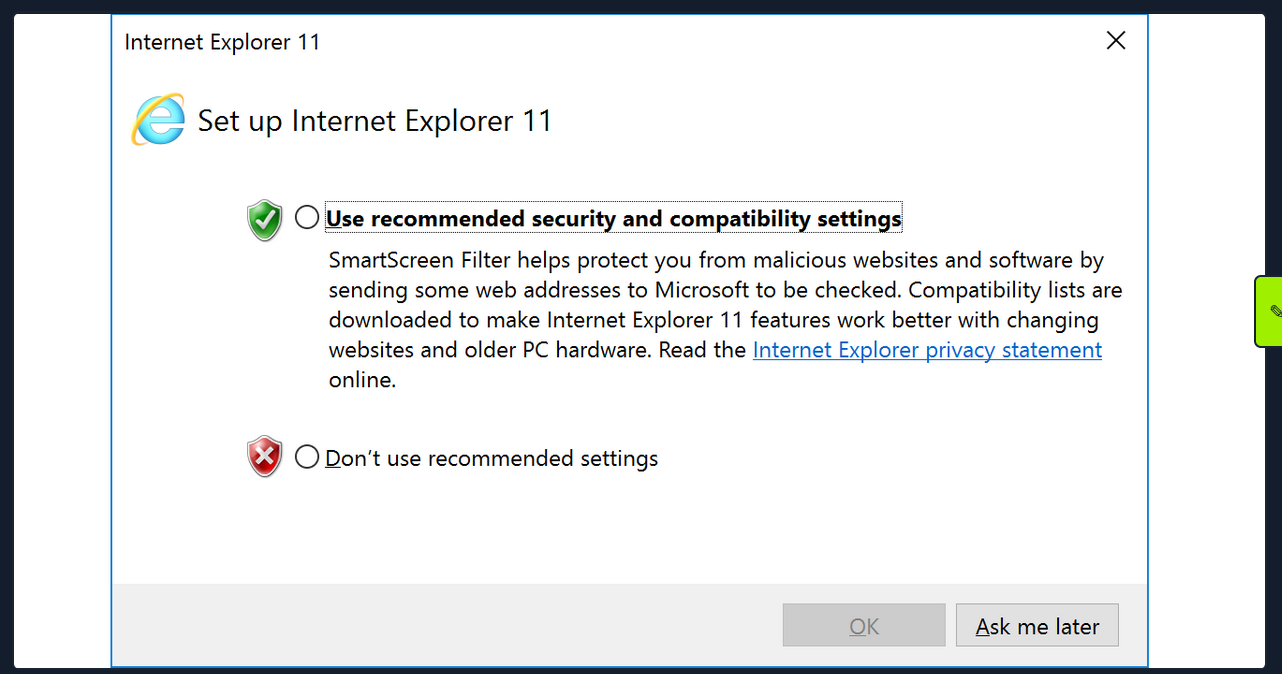 Internet Explorer 11
Set up Internet Explorer 11
Use recommended security and compatibility settings
SmartScreen Filter helps protect you from malicious websites and software by
sending some web addresses to Microsoft to be checked. Compatibility lists are
downloaded to make Internet Explorer 11 features work better with changing
websites and older PC hardware. Read the Internet Explorer privacy statement
online.
Don’t use recommended settings
OK
Ask me later